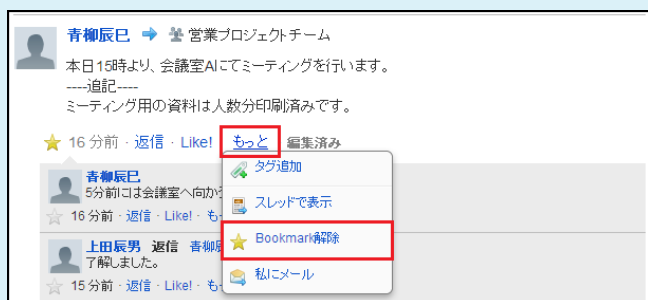 青柳辰巳 営業プロジェクトチーム
本日15時より、会議室AIにてミーティングを行います。
----追記----
ミーティング用の資料は人数分印刷済みです。
16 分前 · 返信 · Like! もっと 編集済み
タグ追加
スレッドで表示
Bookmark解除
私にメール
青柳辰巳
5分前には会議室へ向かう
16 分前 · 返信 · Like! · も
上田辰男 返信 青柳
了解しました。
15 分前 · 返信 · Like! · も